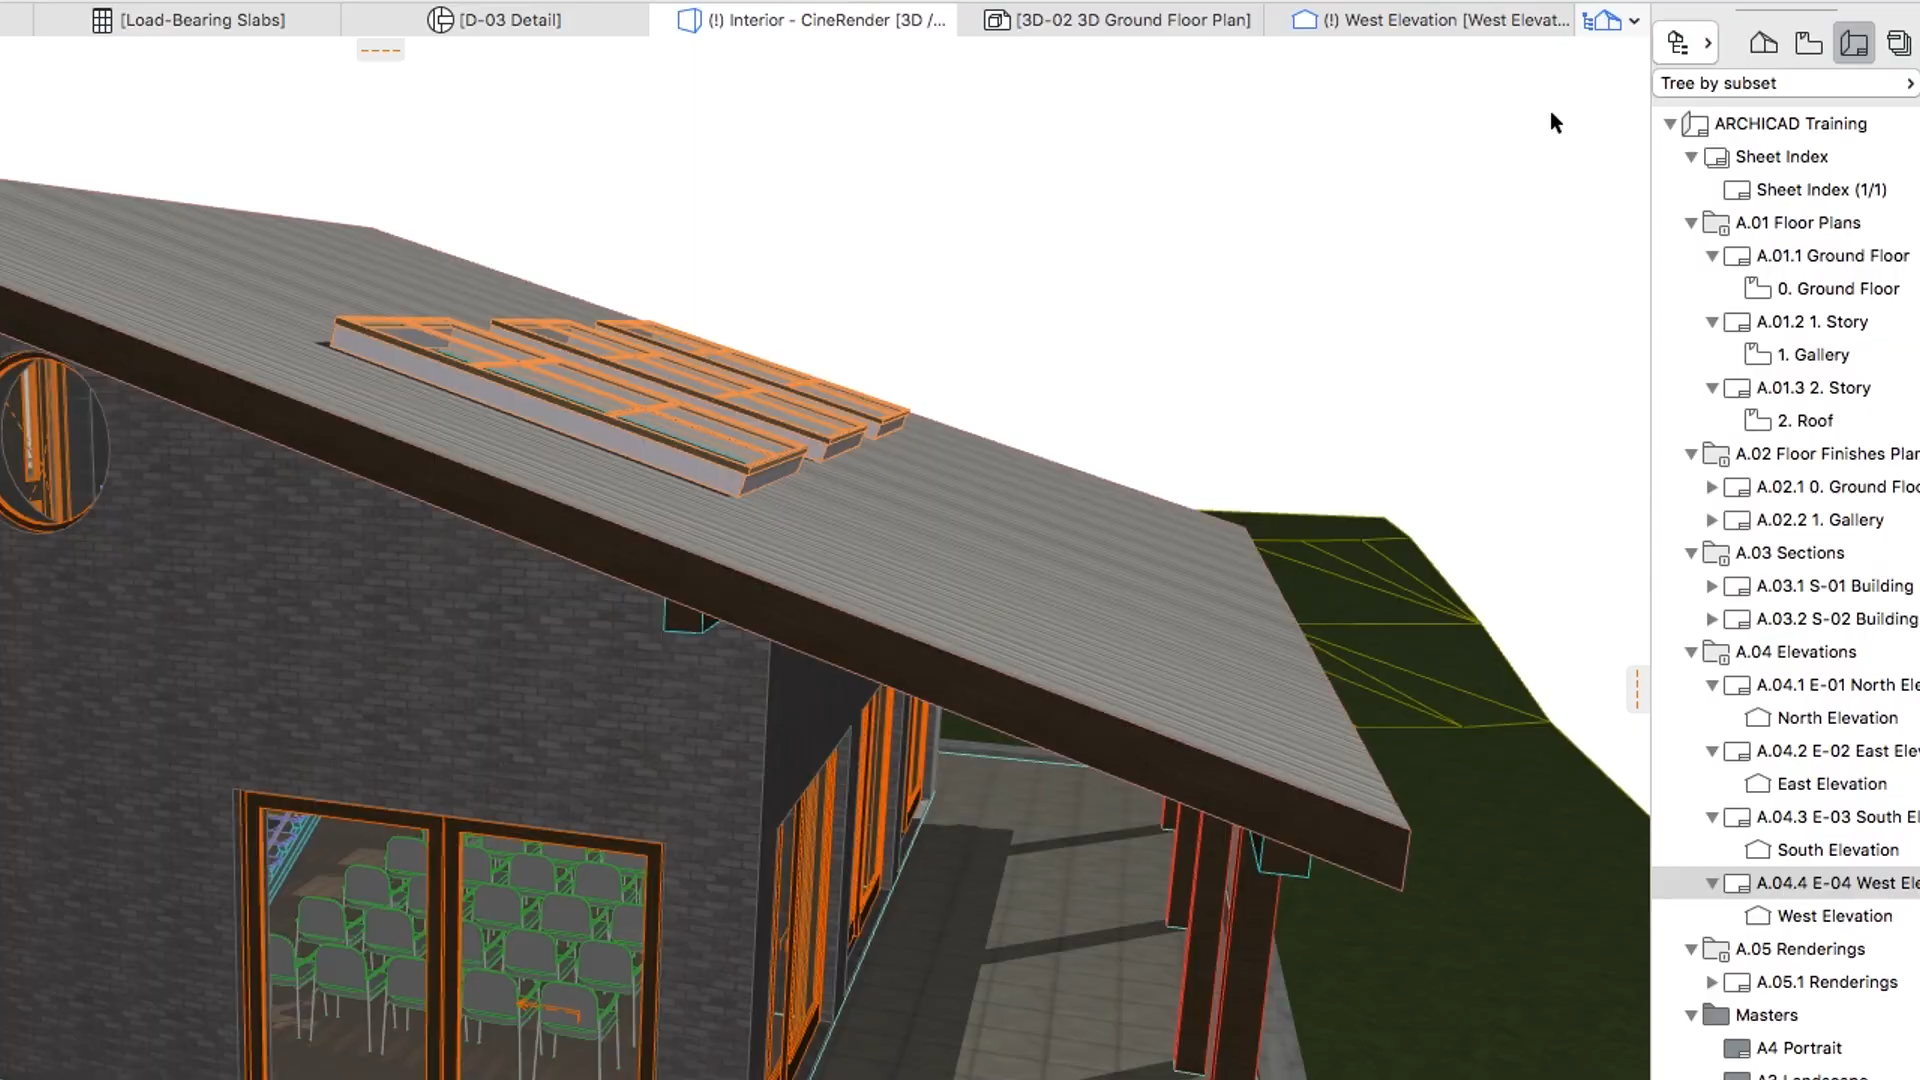 [Load-Bearing Slabs]
[D-03 Detail]
(!) Interior - CineRender [3D /...
[3D-02 3D Ground Floor Plan]
(!) West Elevation [West Elevat...
Tree by subset
ARCHICAD Training
Sheet Index
Sheet Index (1/1)
A.01 Floor Plans
A.01.1 Ground Floor
0. Ground Floor
A.01.2 1. Story
1. Gallery
A.01.3 2. Story
2. Roof
A.02 Floor Finishes Plan
A.02.1 0. Ground Floo
A.02.2 1. Gallery
A.03 Sections
A.03.1 S-01 Building
A.03.2 S-02 Building
A.04 Elevations
A.04.1 E-01 North Ele
North Elevation
A.04.2 E-02 East Elev
East Elevation
A.04.3 E-03 South El
South Elevation
A.04.4 E-04 West Ele
West Elevation
A.05 Renderings
A.05.1 Renderings
Masters
A4 Portrait